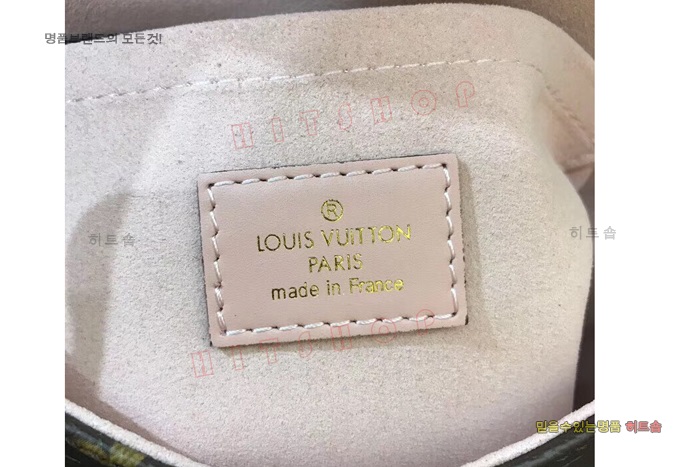 명품브랜드의 모든것!
HITSHOP
®
LOUIS VUITTON
PARIS
made in France
히트숍
히트숍
HITSHOP
믿을수있는명품 히트숍